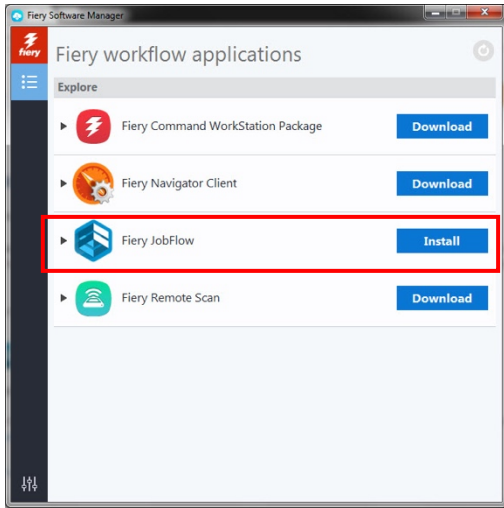 Fiery Software Manager
fiery
Fiery workflow applications
Explore
Fiery Command WorkStation Package Download
Fiery Navigator Client Download
Fiery JobFlow Install
Fiery Remote Scan Download